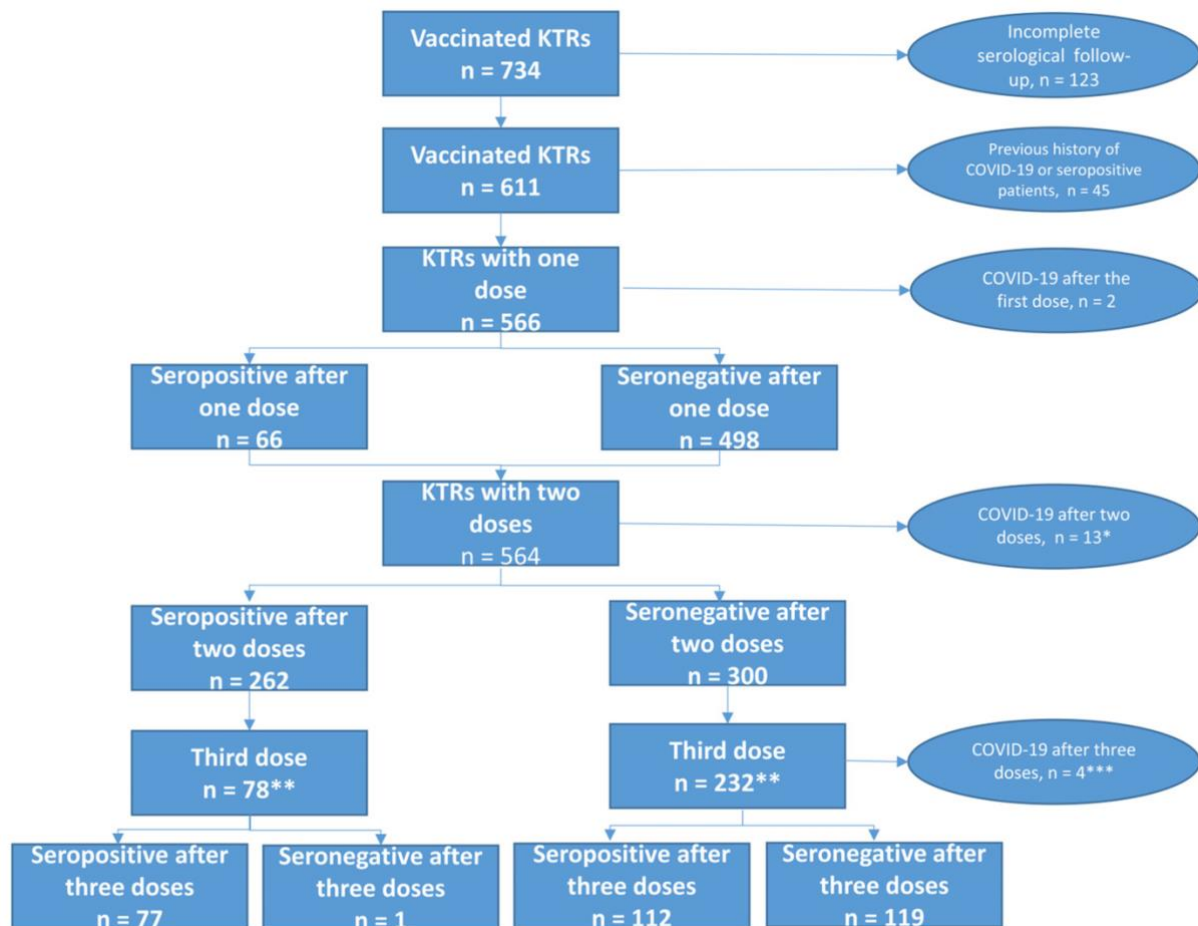 Vaccinated KTRs
n = 734
Incomplete
serological follow-
up, n = 123
Vaccinated KTRs
n = 611
Previous history of
COVID-19 or seropositive
patients, n = 45
KTRs with one
dose
n = 566
COVID-19 after the
first dose, n = 2
Seropositive after
one dose
n = 66
Seronegative after
one dose
n = 498
KTRs with two
doses
n = 564
COVID-19 after two
doses, n = 13*
Seropositive after
two doses
n = 262
Seronegative after
two doses
n = 300
Third dose
n = 78**
Third dose
n = 232**
COVID-19 after three
doses, n = 4***
Seropositive after
three doses
n = 77
Seronegative after
three doses
n = 1
Seropositive after
three doses
n = 112
Seronegative after
three doses
n = 119